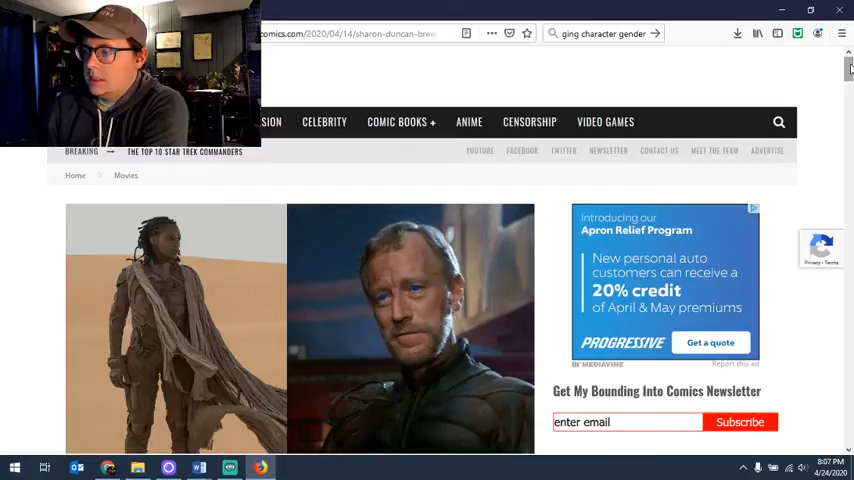 comics.com/2020/04/14/sharon-duncan-brew
ging character gender
SION
CELEBRITY
COMIC BOOKS +
ANIME
CENSORSHIP
VIDEO GAMES
BREAKING
THE TOP 10 STAR TREK COMMANDERS
YOUTUBE
FACEBOOK
TWITTER
NEWSLETTER
CONTACT US
MEET THE TEAM
ADVERTISE
Home
Movies
Introducing our
Apron Relief Program
New personal auto
customers can receive a
20% credit
of April & May premiums
PROGRESSIVE
Get a quote
MEDIAVINE
Report this ad
Privacy - Terms
Get My Bounding Into Comics Newsletter
enter email
Subscribe
8:07 PM
4/24/2020